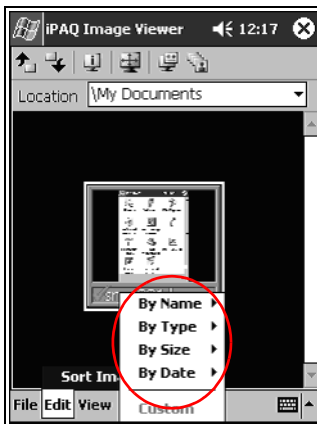 iPAQ Image Viewer 12:17
Location \My Documents
By Name
By Type
By Size
By Date
Sort Im
Custom
File Edit View